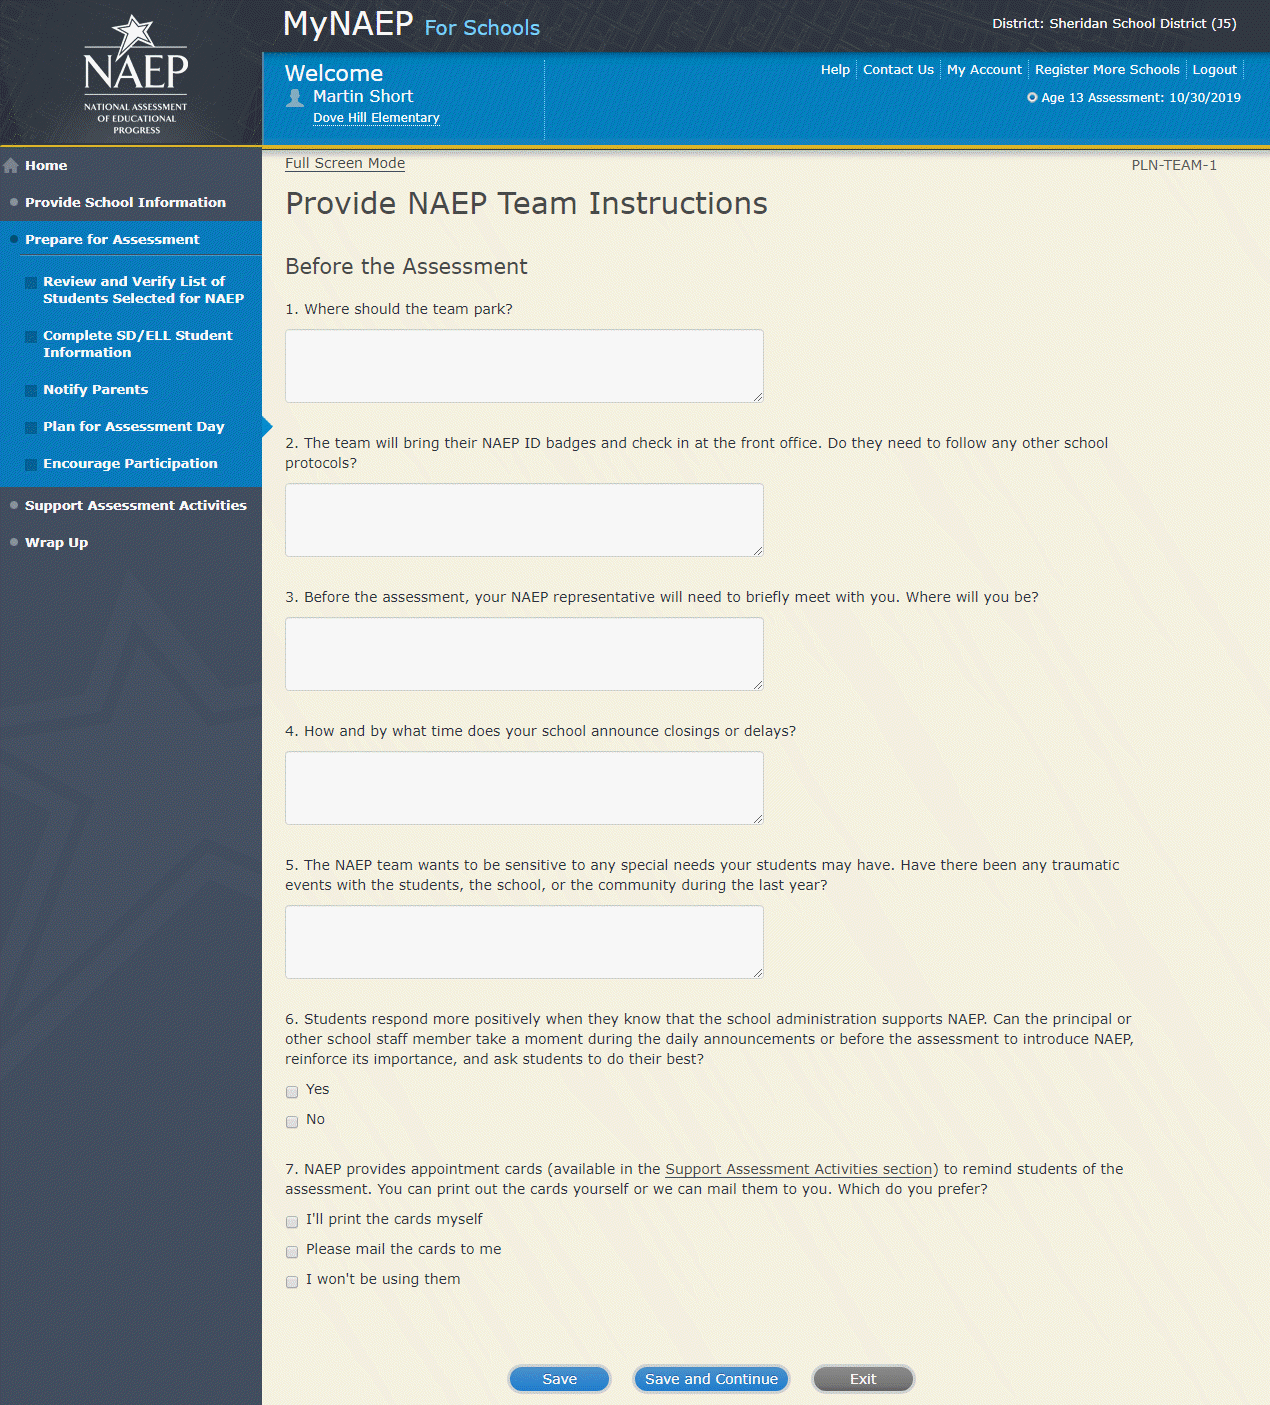 MyNAEP For Schools
District: Sheridan School District (J5)
NAEP
NATIONAL ASSESSMENT
OF EDUCATIONAL
PROGRESS
Welcome
Martin Short
Dove Hill Elementary
Help
Contact Us
My Account
Register More Schools
Logout
Age 13 Assessment: 10/30/2019
Home
Provide School Information
Prepare for Assessment
Review and Verify List of
Students Selected for NAEP
Complete SD/ELL Student
Information
Notify Parents
Plan for Assessment Day
Encourage Participation
Support Assessment Activities
Wrap Up
Full Screen Mode
PLN-TEAM-1
Provide NAEP Team Instructions
Before the Assessment
1. Where should the team park?
2. The team will bring their NAEP ID badges and check in at the front office. Do they need to follow any other school
protocols?
3. Before the assessment, your NAEP representative will need to briefly meet with you. Where will you be?
4. How and by what time does your school announce closings or delays?
5. The NAEP team wants to be sensitive to any special needs your students may have. Have there been any traumatic
events with the students, the school, or the community during the last year?
6. Students respond more positively when they know that the school administration supports NAEP. Can the principal or
other school staff member take a moment during the daily announcements or before the assessment to introduce NAEP,
reinforce its importance, and ask students to do their best?
Yes
No
7. NAEP provides appointment cards (available in the Support Assessment Activities section) to remind students of the
assessment. You can print out the cards yourself or we can mail them to you. Which do you prefer?
I'll print the cards myself
Please mail the cards to me
I won't be using them
Save
Save and Continue
Exit